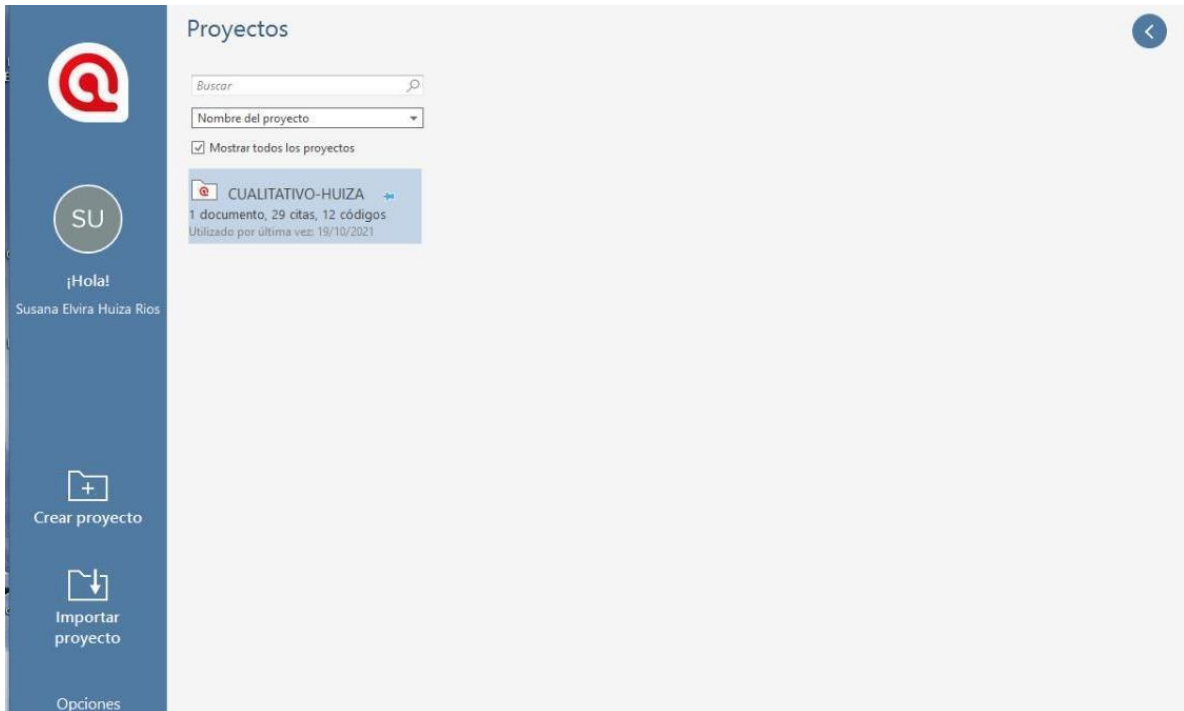 Proyectos
Buscar
Nombre del proyecto
Mostrar todos los proyectos
CUALITATIVO-HUIZA
1 documento, 29 citas, 12 códigos
Utilizado por última vez: 19/10/2021
SU
¡Hola!
Susana Elvira Huiza Rios
Crear proyecto
Importar
proyecto
Opciones